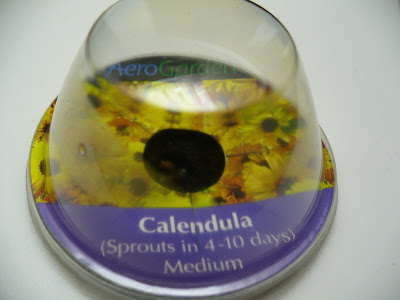 AeroGarden
Calendula
(Sprouts in 4-10 days)
Medium